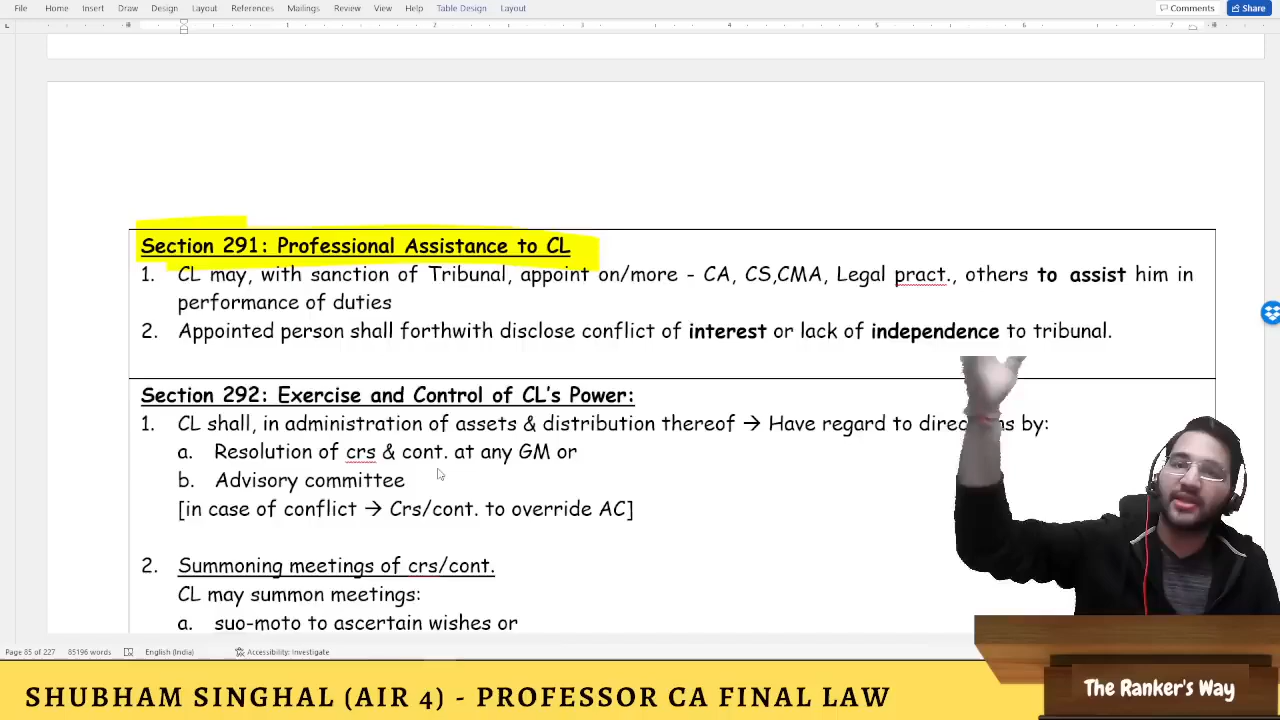 File Home Insert Draw Design Layout References Mailings Review View Help Table Design Layout
Comments Share
1 2 3 4 5 6 7
Section 291: Professional Assistance to CL
1. CL may, with sanction of Tribunal, appoint on/more - CA, CS,CMA, Legal pract., others to assist him in
performance of duties
2. Appointed person shall forthwith disclose conflict of interest or lack of independence to tribunal.
Section 292: Exercise and Control of CL's Power:
1. CL shall, in administration of assets & distribution thereof → Have regard to by:
a. Resolution of crs & cont. at any GM or
b. Advisory committee
[in case of conflict → Crs/cont. to override AC]
2. Summoning meetings of crs/cont.
CL may summon meetings:
a. suo-moto to ascertain wishes or
Page 85 of 227 85196 words English (India) Accessibility: Investigate
SHUBHAM SINGHAL (AIR 4) - PROFESSOR CA FINAL LAW
The Ranker's Way